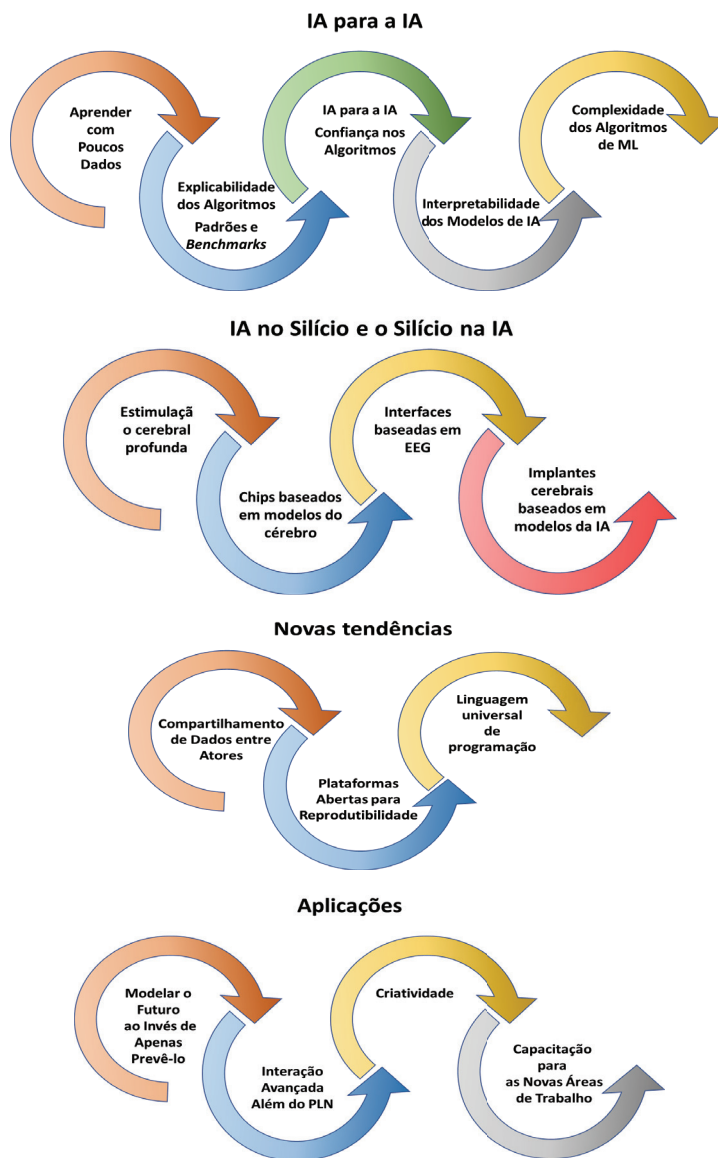 IA para a IA
Aprender
com
Poucos
Dados
Explicabilidade
dos Algoritmos
Padrões e
Benchmarks
IA para a IA
Confiança nos
Algoritmos
Interpretabilidade
dos Modelos de IA
Complexidade
dos Algoritmos
de ML
IA no Silício e o Silício na IA
Estimulaçã
o cerebral
profunda
Chips baseados
em modelos do
cérebro
Interfaces
baseadas em
EEG
Implantes
cerebrais
baseados em
modelos da IA
Novas tendências
Compartilhamento
de Dados entre
Atores
Plataformas
Abertas para
Reprodutibilidade
Linguagem
universal
de
programação
Aplicações
Modelar o
Futuro
ao Invés de
Apenas
Prevê-lo
Interação
Avançada
Além do PLN
Criatividade
Capacitação
para
as Novas Áreas
de Trabalho